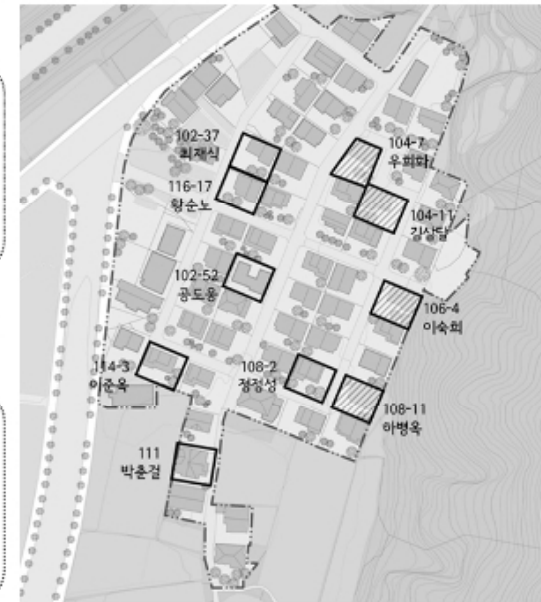 102-37
최재식
104-7
우희화
116-17
황순노
104-11
김상달
102-52
공도웅
106-4
이숙희
114-3
이준옥
108-2
정정성
108-11
하병옥
111
박춘걸